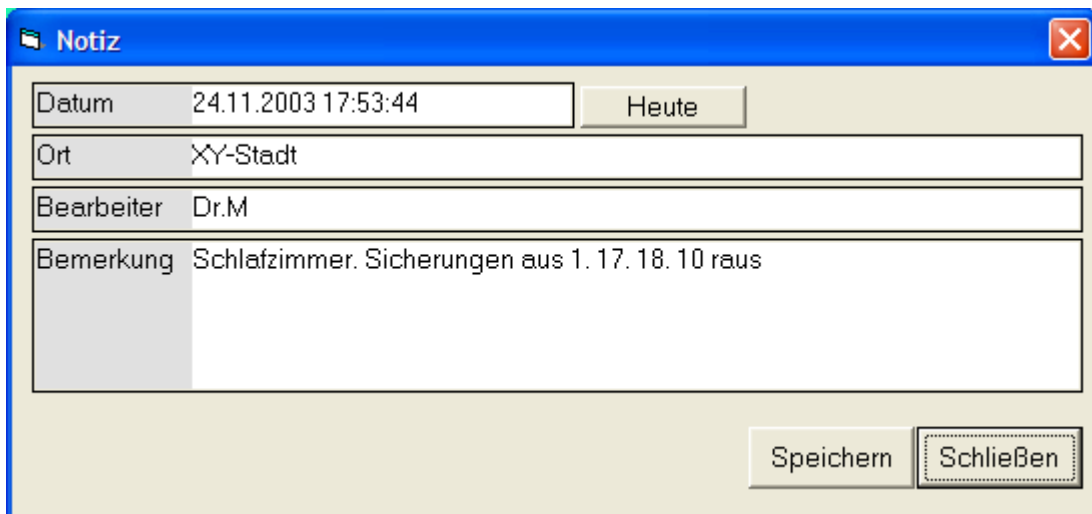 Notiz
Datum 24.11.2003 17:53:44 Heute
Ort XY-Stadt
Bearbeiter Dr.M
Bemerkung Schlafzimmer. Sicherungen aus 1. 17. 18. 10 raus
Speichern Schließen